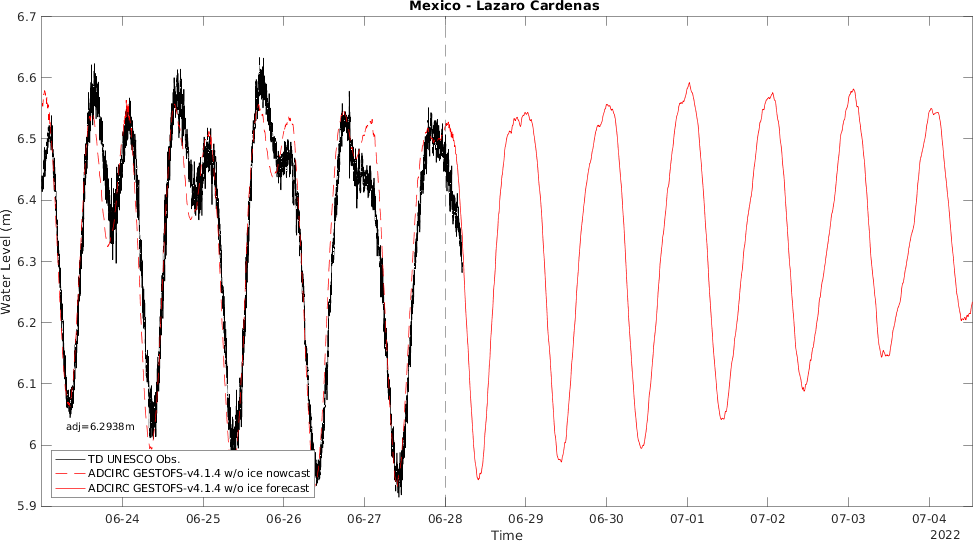 Mexico - Lazaro Cardenas
6.7
6.6
6.5
6.4
6.3
6.2
6.1
6
5.9
Water Level (m)
adj=6.2938m
TD UNESCO Obs.
ADCIRC GESTOFS-v4.1.4 w/o ice nowcast
ADCIRC GESTOFS-v4.1.4 w/o ice forecast
06-24 06-25 06-26 06-27 06-28 06-29 06-30 07-01 07-02 07-03 07-04
Time
2022